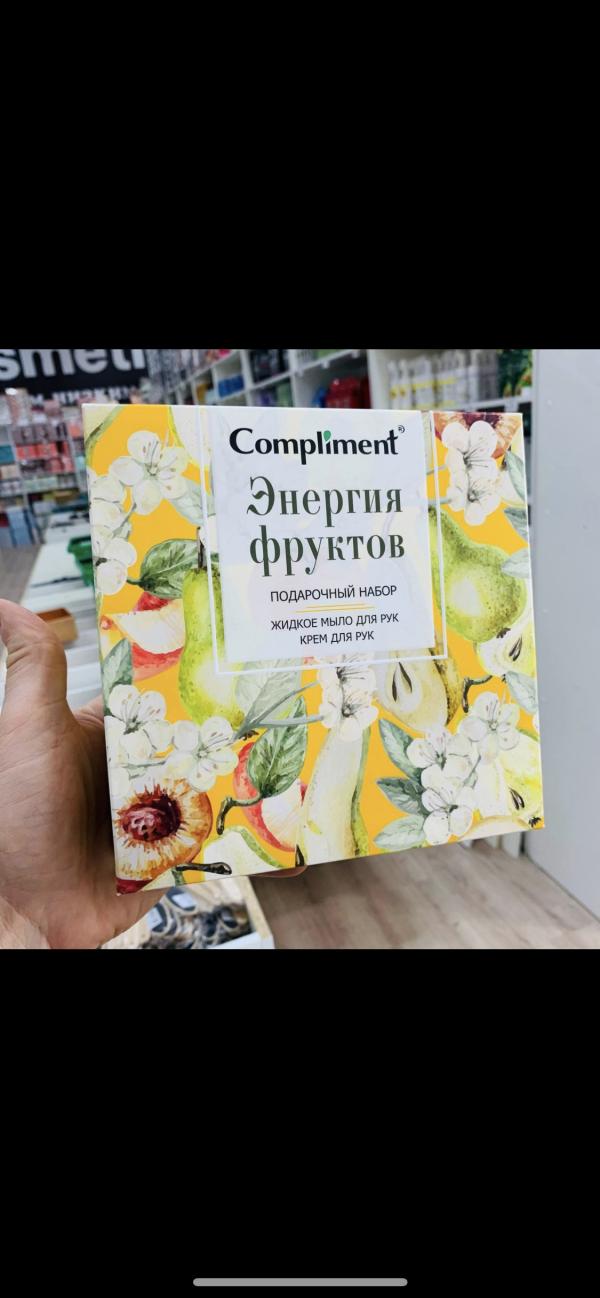 Compliment®
Энергия
фруктов
ПОДАРОЧНЫЙ НАБОР
ЖИДКОЕ МЫЛО ДЛЯ РУК
КРЕМ ДЛЯ РУК